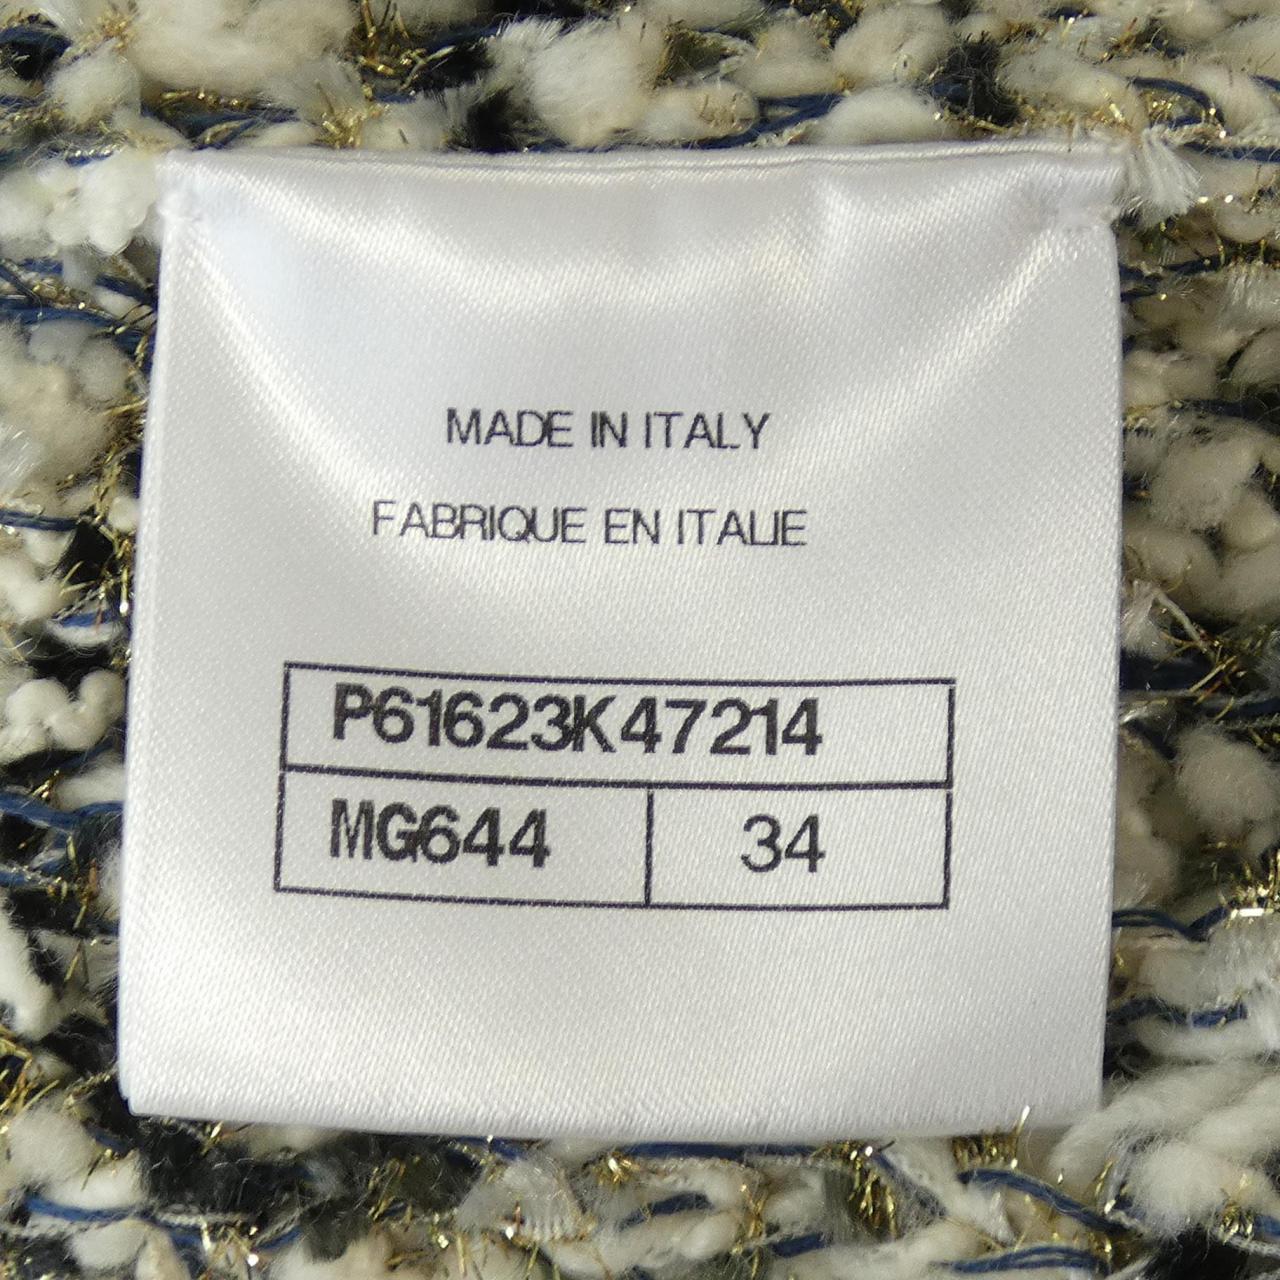 MADE IN ITALY
FABRIQUE EN ITALIE
P61623K47214
MG644 34